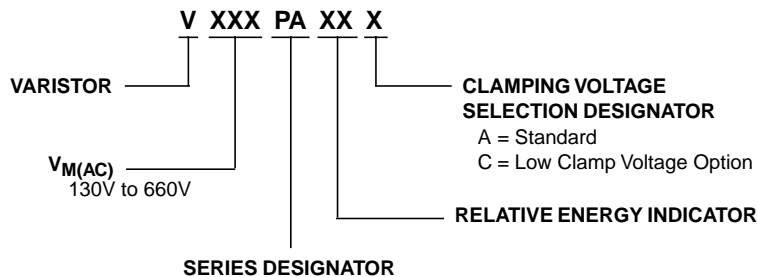 V XXX PA XX X
VARISTOR
CLAMPING VOLTAGE
SELECTION DESIGNATOR
A = Standard
C = Low Clamp Voltage Option
VM(AC)
130V to 660V
RELATIVE ENERGY INDICATOR
SERIES DESIGNATOR